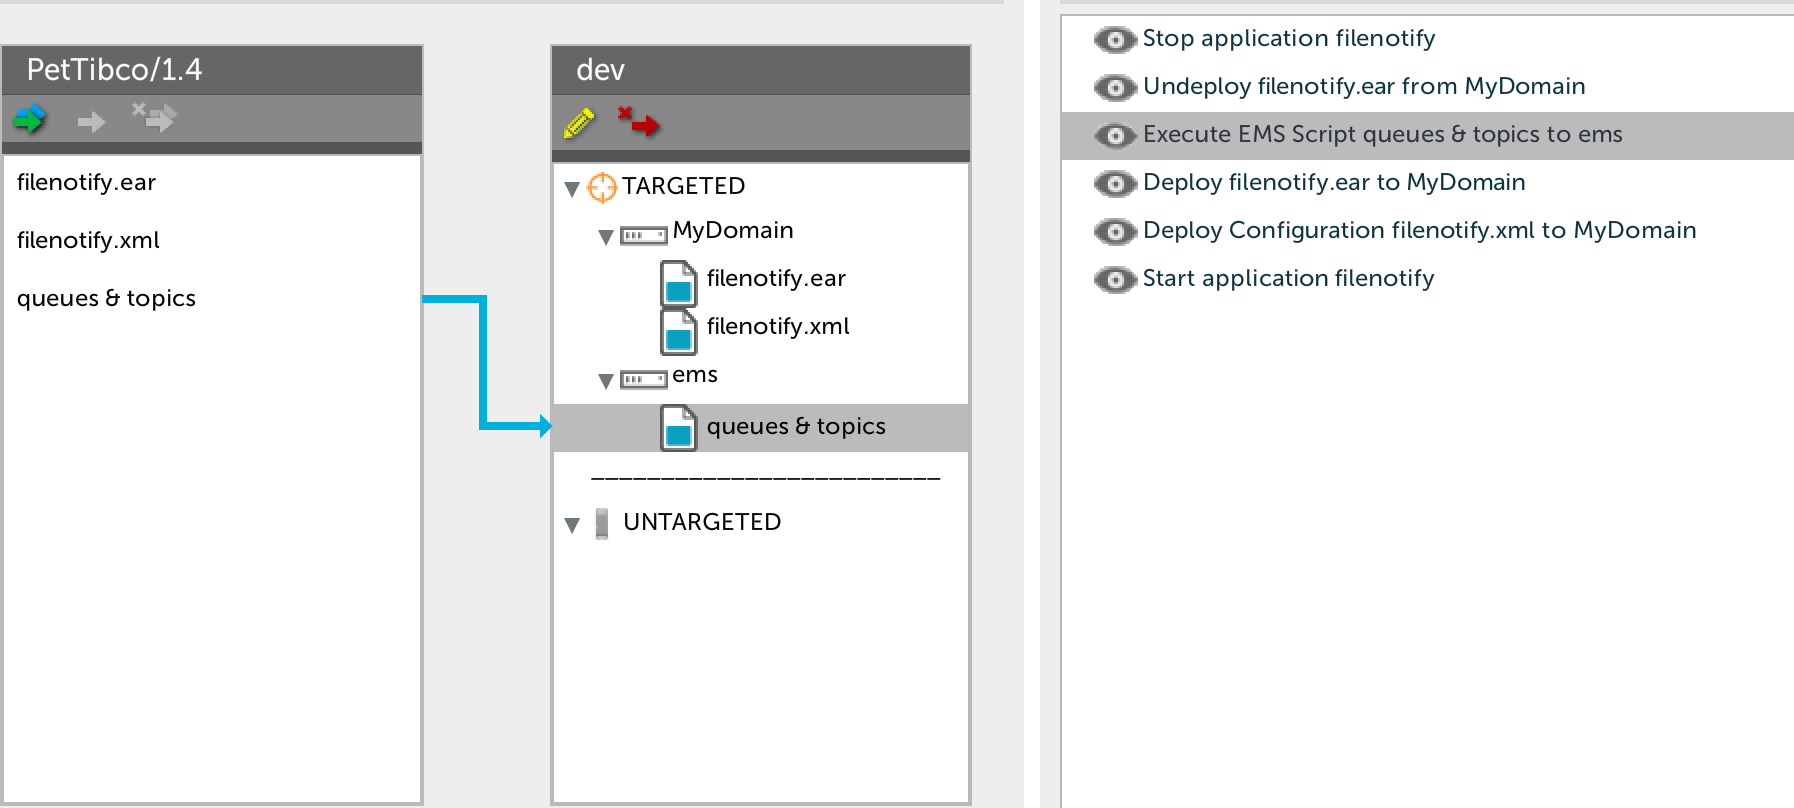 PetTibco/1.4
filenotify.ear
filenotify.xml
queues & topics
dev
TARGETED
MyDomain
filenotify.ear
filenotify.xml
ems
queues & topics
UNTARGETED
Stop application filenotify
Undeploy filenotify.ear from MyDomain
Execute EMS Script queues & topics to ems
Deploy filenotify.ear to MyDomain
Deploy Configuration filenotify.xml to MyDomain
Start application filenotify